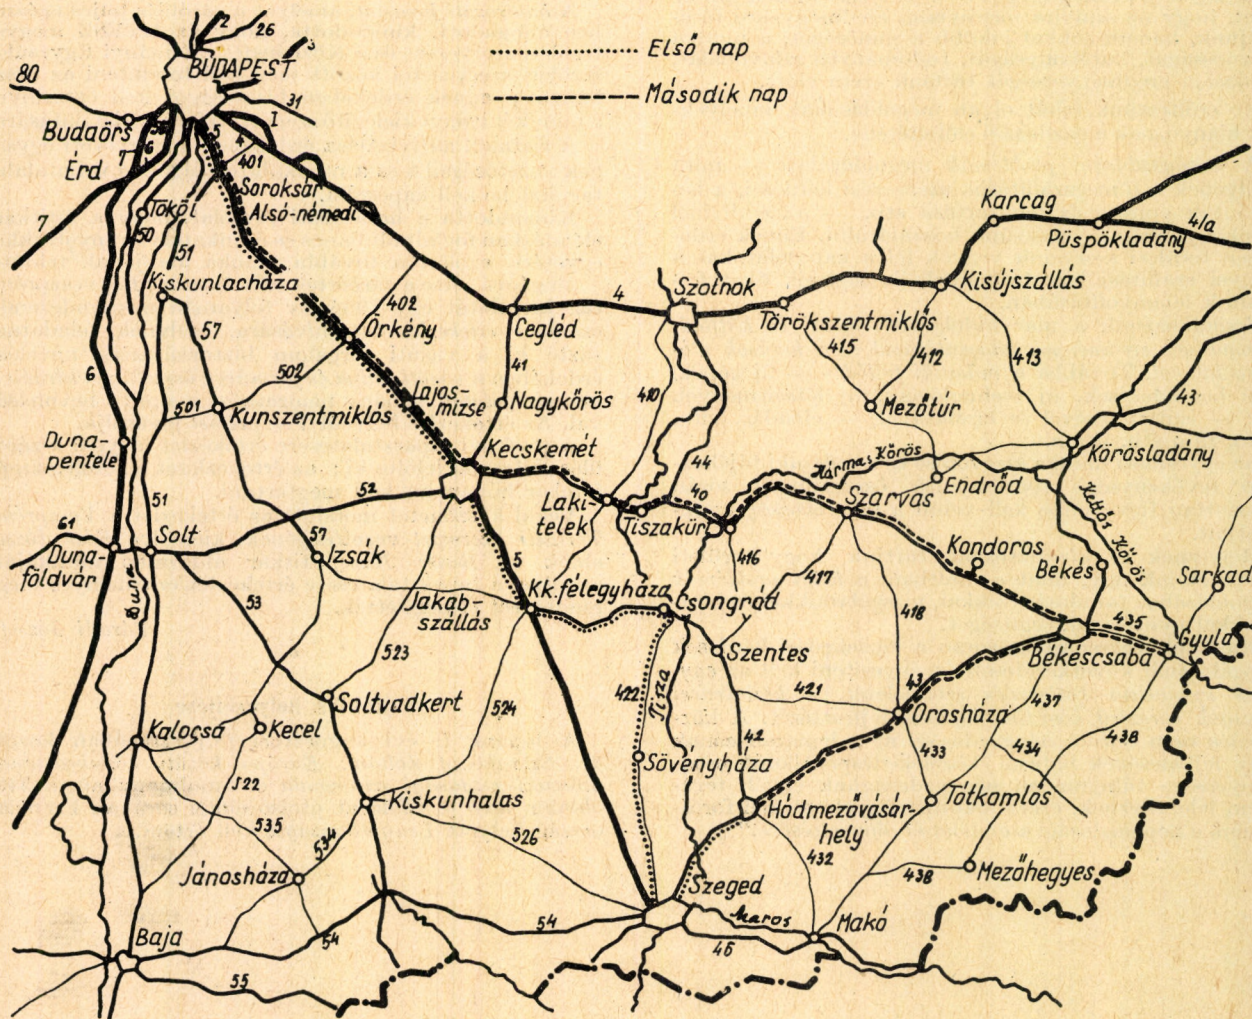 2
26
3
BUDAPEST
Első nap
80
31
Második nap
Budaörs
I
5
4
7
6
401
Érd
Soroksár
Alsó-némedi
Karcag
Tököl
7
50
4/a
Püspökladány
51
Kiskunlacháza
Szolnok
Kisújszállás
402
4
57
Örkény
Cegléd
Törökszentmiklós
415
412
413
6
502
41
410
Lajos-
mizse
43
501
Kunszentmiklós
Nagykőrös
Mezőtúr
Duna-
pentele
Kecskemét
Hármas Körös
Körösladány
44
52
40
Endrőd
51
Laki-
telek
Szarvas
Kettős Körös
61
Solt
57
Tiszakür
Duna-
földvár
Izsák
5
416
Kondoros
Békés
Sarkad
417
Duna
53
Jakab-
szállás
Kk.félegyháza
Csongrád
418
435
Gyula
523
Szentes
Békéscsaba
422
Tisza
421
43
437
Soltvadkert
524
Orosháza
Kalocsa
Kecel
42
433
434
438
Sövényháza
522
Kiskunhalas
Hódmezővásár-
hely
Tótkomlós
535
534
526
432
Jánosháza
438
Mezőhegyes
Szeged
Maros
Makó
54
54
46
Baja
55